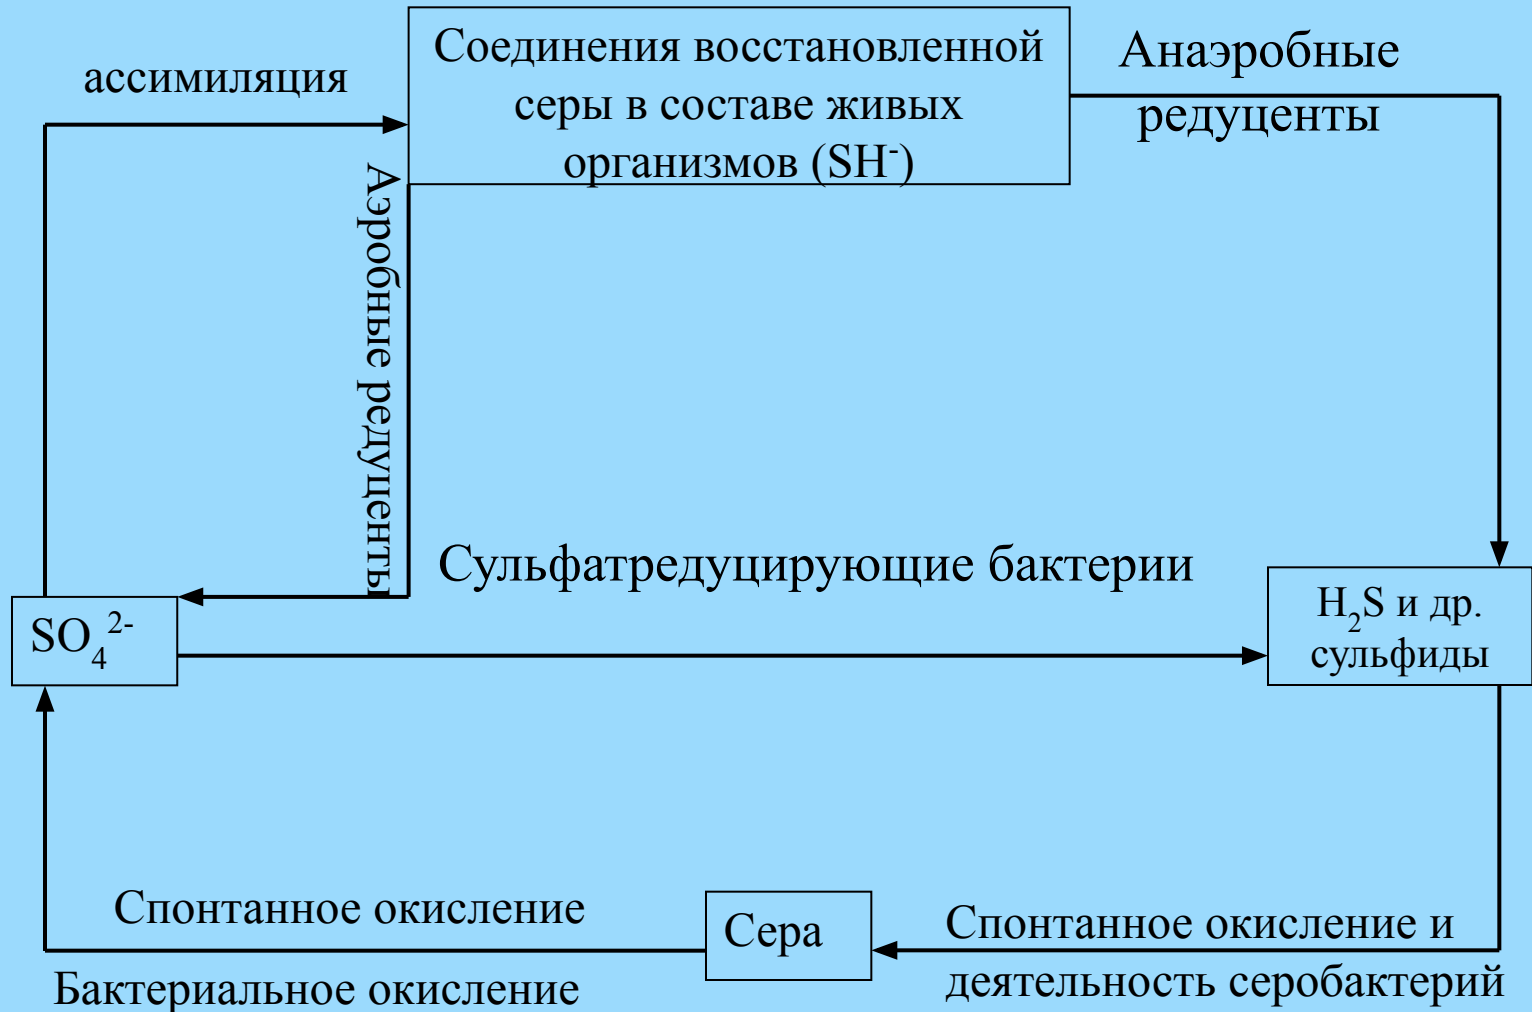 ассимиляция
Соединения восстановленной
серы в составе живых
организмов (SH⁻)
Анаэробные
редуценты
Аэробные редуценты
Сульфатредуцирующие бактерии
SO₄²⁻
H₂S и др.
сульфиды
Спонтанное окисление
Бактериальное окисление
Сера
Спонтанное окисление и
деятельность серобактерий